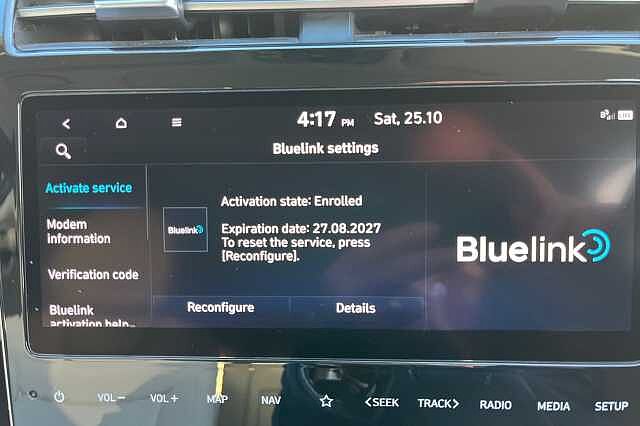 4:17 PM Sat, 25.10
Bluelink settings
Activate service
Modem
information
Verification code
Bluelink
activation help...
Bluelink
Activation state: Enrolled
Expiration date: 27.08.2027
To reset the service, press
[Reconfigure].
Reconfigure Details
Bluelink
VOL− VOL+ MAP NAV <SEEK TRACK> RADIO MEDIA SETUP